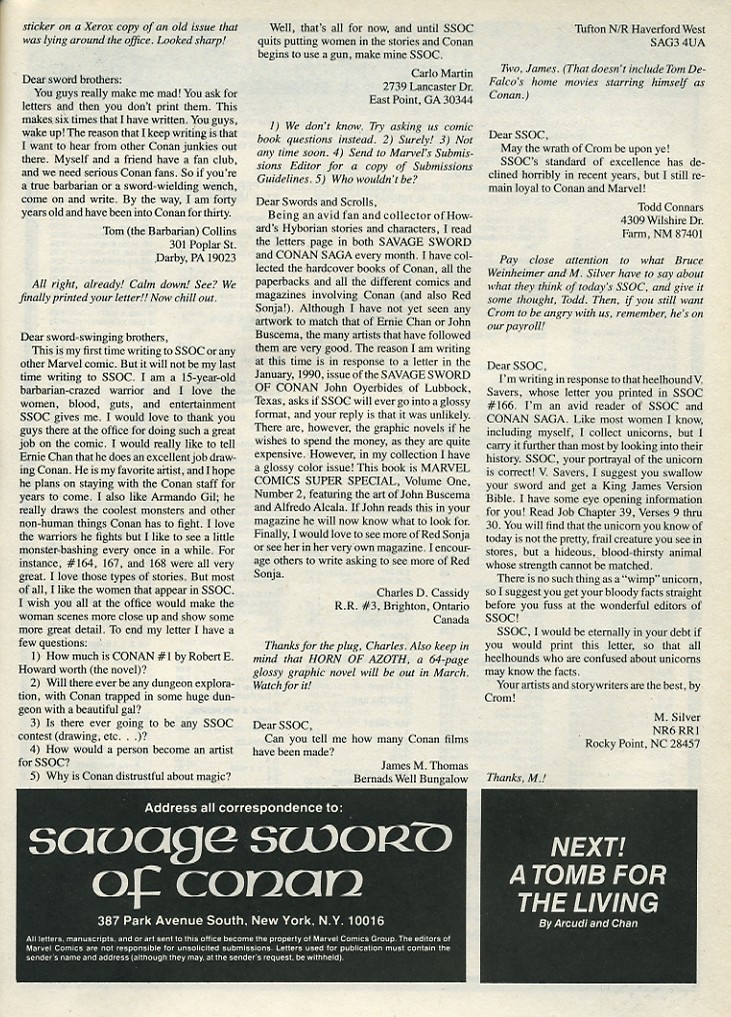 sticker on a Xerox copy of an old issue that
was lying around the office. Looked sharp!
Dear sword brothers:
You guys really make me mad! You ask for
letters and then you don't print them. This
makes six times that I have written. You guys,
wake up! The reason that I keep writing is that
I want to hear from other Conan junkies out
there. Myself and a friend have a fan club,
and we need serious Conan fans. So if you're
a true barbarian or a sword-wielding wench,
come on and write. By the way, I am forty
years old and have been into Conan for thirty.
Tom (the Barbarian) Collins
301 Poplar St.
Darby, PA 19023
All right, already! Calm down! See? We
finally printed your letter!! Now chill out.
Dear sword-swinging brothers,
This is my first time writing to SSOC or any
other Marvel comic. But it will not be my last
time writing to SSOC. I am a 15-year-old
barbarian-crazed warrior and I love the
women, blood, guts, and entertainment
SSOC gives me. I would love to thank you
guys there at the office for doing such a great
job on the comic. I would really like to tell
Ernie Chan that he does an excellent job draw-
ing Conan. He is my favorite artist, and I hope
he plans on staying with the Conan staff for
years to come. I also like Armando Gil; he
really draws the coolest monsters and other
non-human things Conan has to fight. I love
the warriors he fights but I like to see a little
monster-bashing every once in a while. For
instance, #164, 167, and 168 were all very
great. I love those types of stories. But most
of all, I like the women that appear in SSOC.
I wish you all at the office would make the
woman scenes more close up and show some
more great detail. To end my letter I have a
few questions:
1) How much is CONAN #1 by Robert E.
Howard worth (the novel)?
2) Will there ever be any dungeon explora-
tion, with Conan trapped in some huge dun-
geon with a beautiful gal?
3) Is there ever going to be any SSOC
contest (drawing, etc. . .)?
4) How would a person become an artist
for SSOC?
5) Why is Conan distrustful about magic?
Well, that's all for now, and until SSOC
quits putting women in the stories and Conan
begins to use a gun, make mine SSOC.
Carlo Martin
2739 Lancaster Dr.
East Point, GA 30344
1) We don't know. Try asking us comic
book questions instead. 2) Surely! 3) Not
any time soon. 4) Send to Marvel's Submis-
sions Editor for a copy of Submissions
Guidelines. 5) Who wouldn't be?
Dear Swords and Scrolls,
Being an avid fan and collector of How-
ard's Hyborian stories and characters, I read
the letters page in both SAVAGE SWORD
and CONAN SAGA every month. I have col-
lected the hardcover books of Conan, all the
paperbacks and all the different comics and
magazines involving Conan (and also Red
Sonja!). Although I have not yet seen any
artwork to match that of Ernie Chan or John
Buscema, the many artists that have followed
them are very good. The reason I am writing
at this time is in response to a letter in the
January, 1990, issue of the SAVAGE SWORD
OF CONAN John Oyerbides of Lubbock,
Texas, asks if SSOC will ever go into a glossy
format, and your reply is that it was unlikely.
There are, however, the graphic novels if he
wishes to spend the money, as they are quite
expensive. However, in my collection I have
a glossy color issue! This book is MARVEL
COMICS SUPER SPECIAL, Volume One,
Number 2, featuring the art of John Buscema
and Alfredo Alcala. If John reads this in your
magazine he will now know what to look for.
Finally, I would love to see more of Red Sonja
or see her in her very own magazine. I encour-
age others to write asking to see more of Red
Sonja.
Charles D. Cassidy
R.R. #3, Brighton, Ontario
Canada
Thanks for the plug, Charles. Also keep in
mind that HORN OF AZOTH, a 64-page
glossy graphic novel will be out in March.
Watch for it!
Dear SSOC,
Can you tell me how many Conan films
have been made?
James M. Thomas
Bernads Well Bungalow
Tufton N/R Haverford West
SAG3 4UA
Two, James. (That doesn't include Tom De-
Falco's home movies starring himself as
Conan.)
Dear SSOC,
May the wrath of Crom be upon ye!
SSOC's standard of excellence has de-
clined horribly in recent years, but I still re-
main loyal to Conan and Marvel!
Todd Connars
4309 Wilshire Dr.
Farm, NM 87401
Pay close attention to what Bruce
Weinheimer and M. Silver have to say about
what they think of today's SSOC, and give it
some thought, Todd. Then, if you still want
Crom to be angry with us, remember, he's on
our payroll!
Dear SSOC,
I'm writing in response to that heelhound V.
Savers, whose letter you printed in SSOC
#166. I'm an avid reader of SSOC and
CONAN SAGA. Like most women I know,
including myself, I collect unicorns, but I
carry it further than most by looking into their
history. SSOC, your portrayal of the unicorn
is correct! V. Savers, I suggest you swallow
your sword and get a King James Version
Bible. I have some eye opening information
for you! Read Job Chapter 39, Verses 9 thru
30. You will find that the unicorn you know of
today is not the pretty, frail creature you see in
stores, but a hideous, blood-thirsty animal
whose strength cannot be matched.
There is no such thing as a "wimp" unicorn,
so I suggest you get your bloody facts straight
before you fuss at the wonderful editors of
SSOC!
SSOC, I would be eternally in your debt if
you would print this letter, so that all
heelhounds who are confused about unicorns
may know the facts.
Your artists and storywriters are the best, by
Crom!
M. Silver
NR6 RR1
Rocky Point, NC 28457
Thanks, M.!
Address all correspondence to:
savage sword
of conan
387 Park Avenue South, New York, N.Y. 10016
All letters, manuscripts, and or art sent to this office become the property of Marvel Comics Group. The editors of
Marvel Comics are not responsible for unsolicited submissions. Letters used for publication must contain the
sender's name and address (although they may, at the sender's request, be withheld).
NEXT!
A TOMB FOR
THE LIVING
By Arcudi and Chan